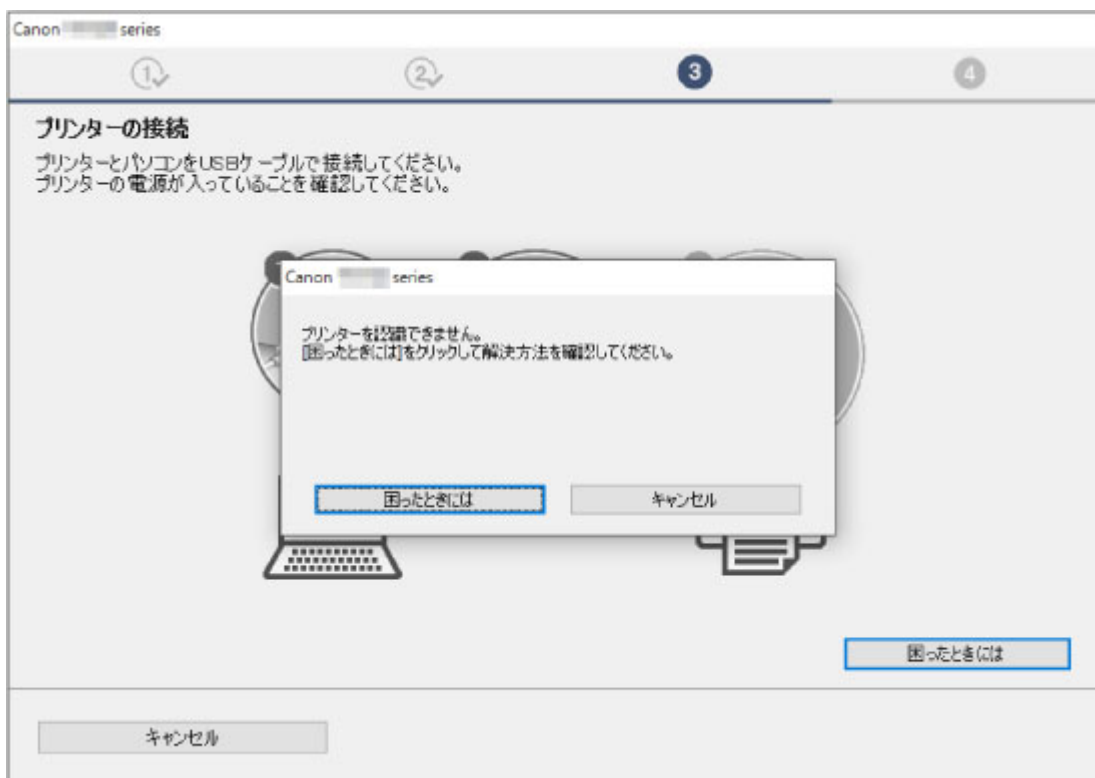 Canon series
1
2
3
4
プリンターの接続
プリンターとパソコンをUSBケーブルで接続してください。
プリンターの電源が入っていることを確認してください。
Canon series
プリンターを認識できません。
[困ったときには]をクリックして解決方法を確認してください。
困ったときには
キャンセル
困ったときには
キャンセル